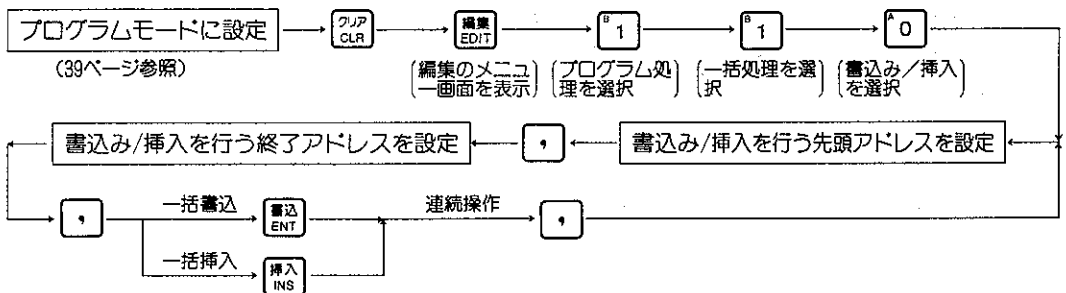 プログラムモードに設定
クリア
CLR
編集
EDIT
B
1
B
1
A
0
(39ページ参照)
(編集のメニュ
ー画面を表示)
(プログラム処
理を選択)
(一括処理を選
択)
(書込み/挿入
を選択)
書込み/挿入を行う終了アドレスを設定
,
書込み/挿入を行う先頭アドレスを設定
,
一括書込
書込
ENT
連続操作
,
一括挿入
挿入
INS